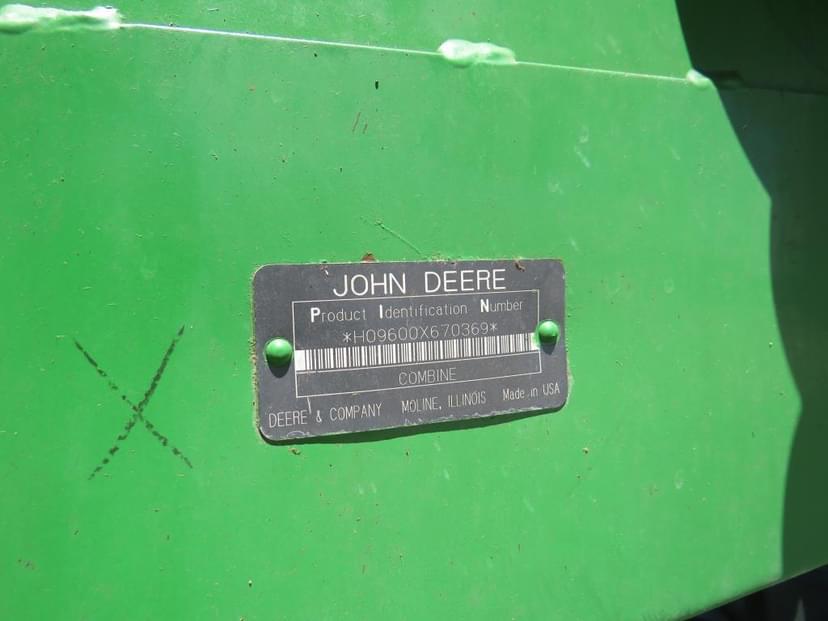 JOHN DEERE
Product Identification Number
*H09600X670369*
COMBINE
DEERE & COMPANY MOLINE, ILLINOIS Made in USA